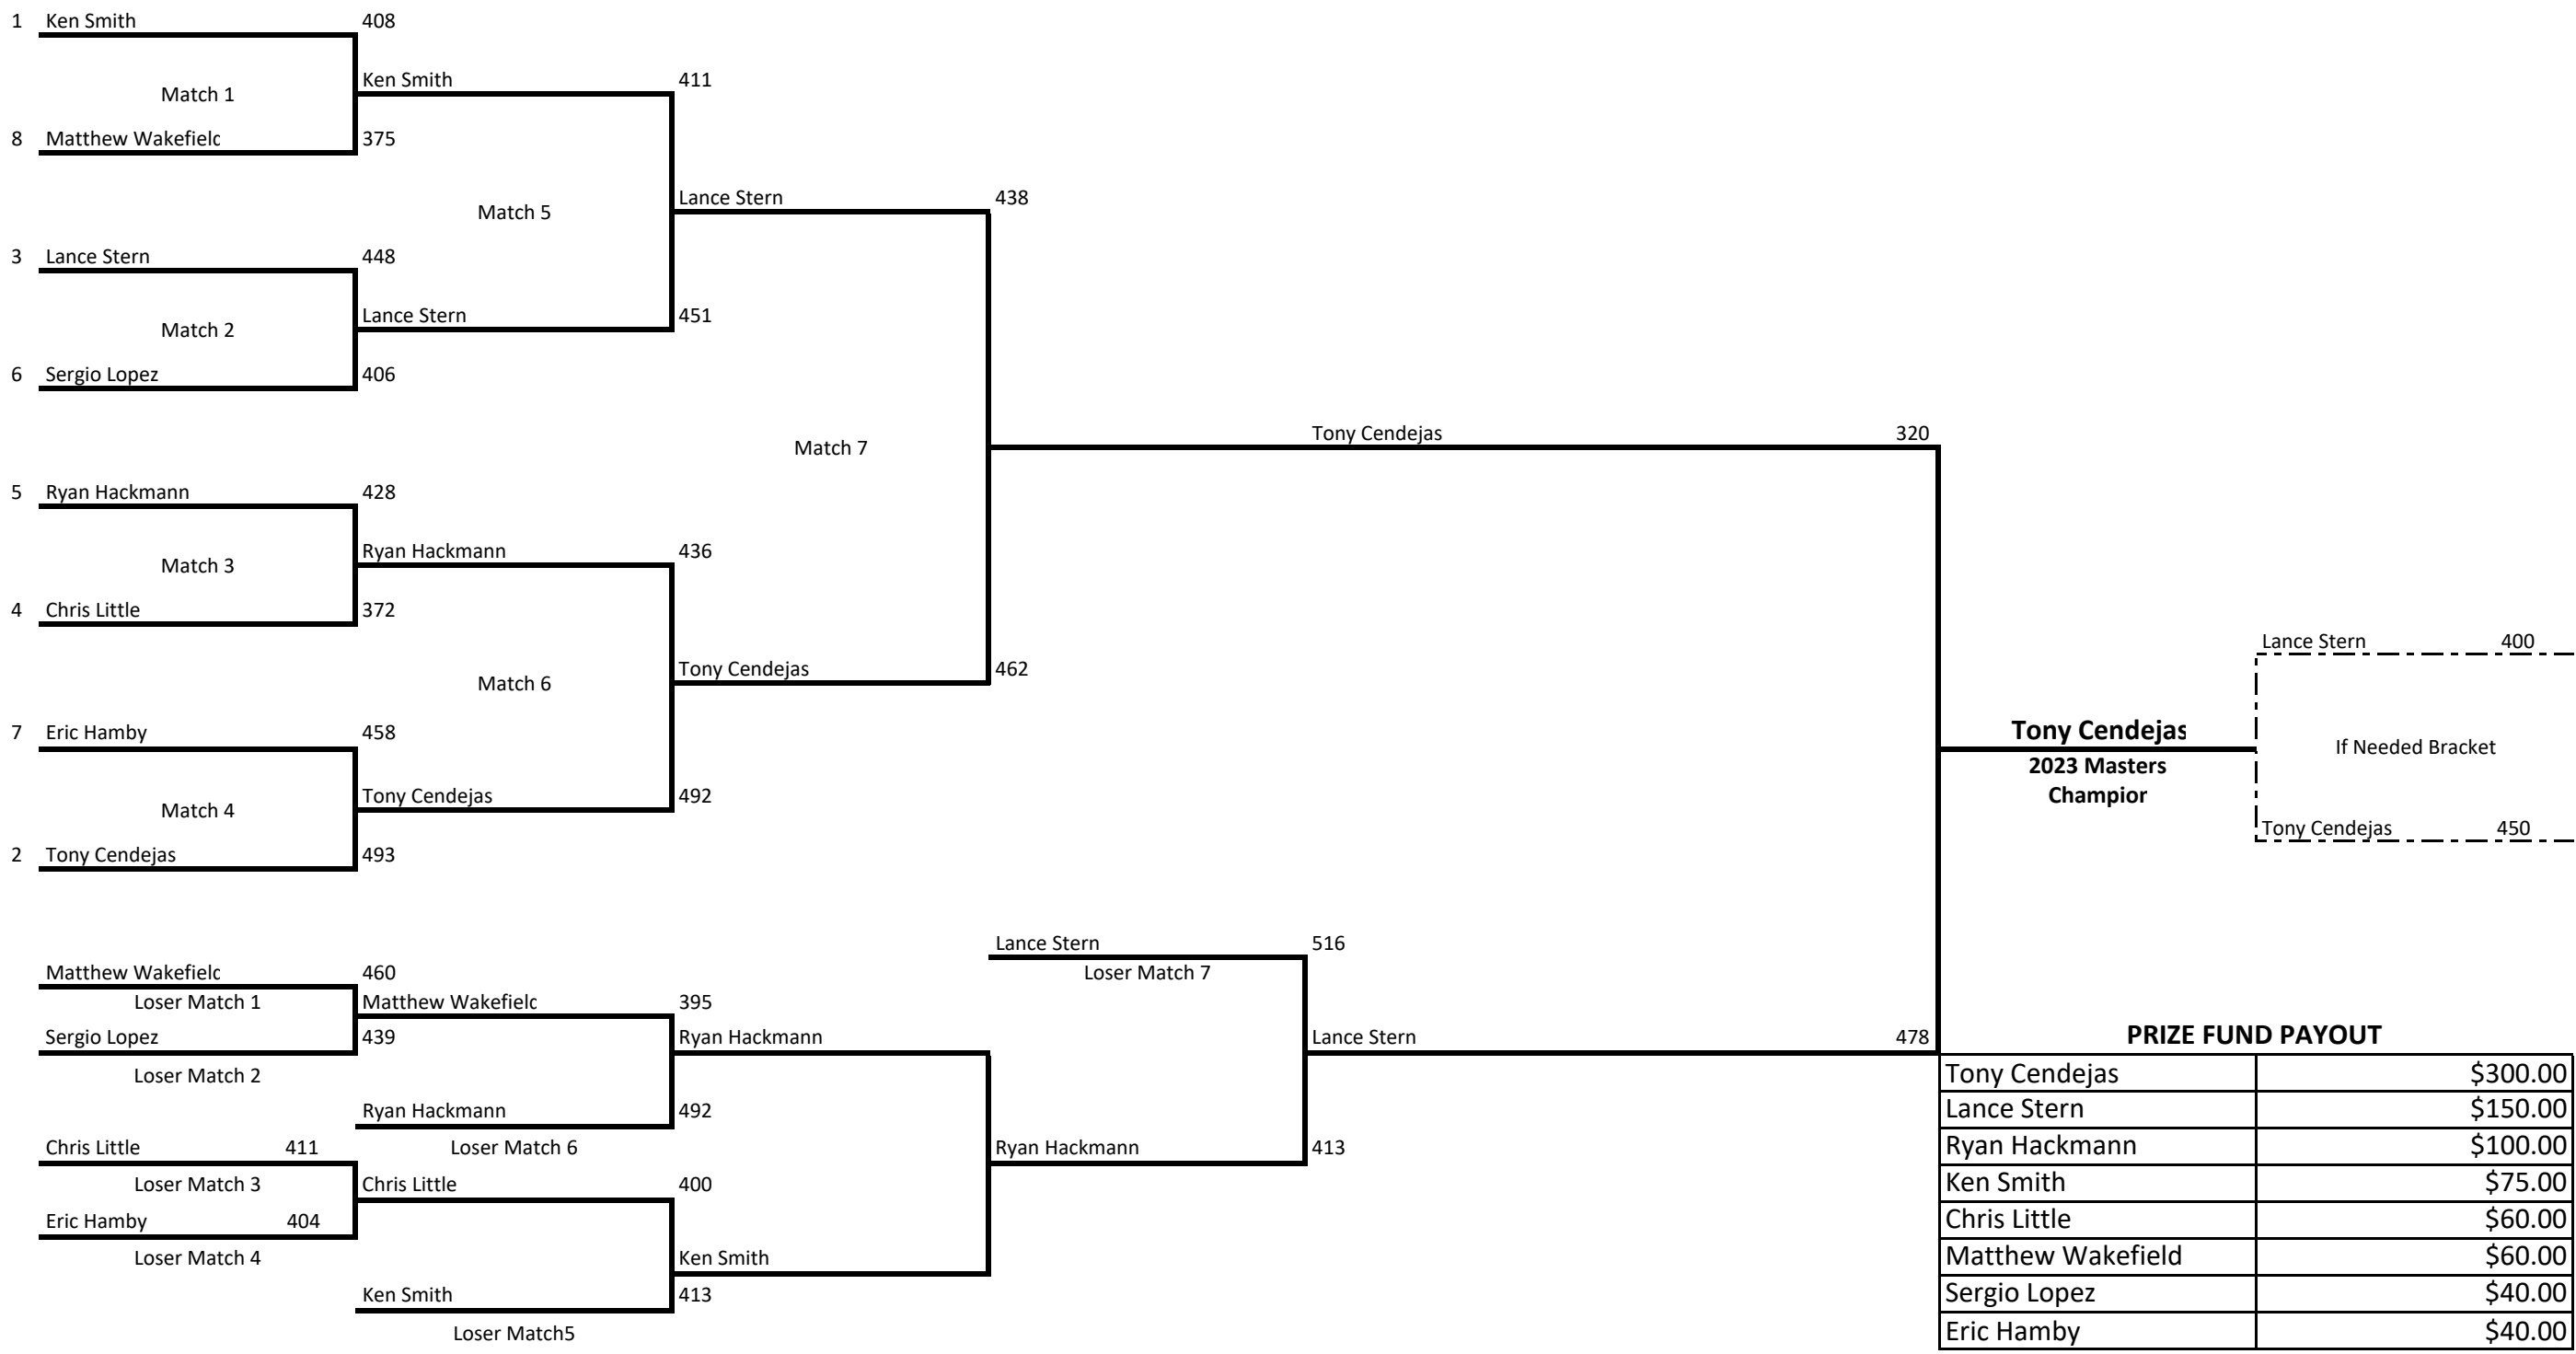 1 Ken Smith 408
Ken Smith 411
Match 1
8 Matthew Wakefield 375
Lance Stern 438
Match 5
3 Lance Stern 448
Lance Stern 451
Match 2
6 Sergio Lopez 406
Tony Cendejas 320
Match 7
5 Ryan Hackmann 428
Ryan Hackmann 436
Match 3
4 Chris Little 372
Lance Stern 400
Tony Cendejas 462
Match 6
7 Eric Hamby 458
Tony Cendejas
If Needed Bracket
2023 Masters
Champior
Tony Cendejas 492
Match 4
Tony Cendejas 450
2 Tony Cendejas 493
Lance Stern 516
Loser Match 7
Matthew Wakefield 460
Loser Match 1
Matthew Wakefield 395
Sergio Lopez 439
Ryan Hackmann
Lance Stern 478
Loser Match 2
Ryan Hackmann 492
Loser Match 6
Chris Little 411
Ryan Hackmann 413
Loser Match 3
Chris Little 400
Eric Hamby 404
Loser Match 4
Ken Smith
Ken Smith 413
Loser Match5
PRIZE FUND PAYOUT
Tony Cendejas $300.00
Lance Stern $150.00
Ryan Hackmann $100.00
Ken Smith $75.00
Chris Little $60.00
Matthew Wakefield $60.00
Sergio Lopez $40.00
Eric Hamby $40.00